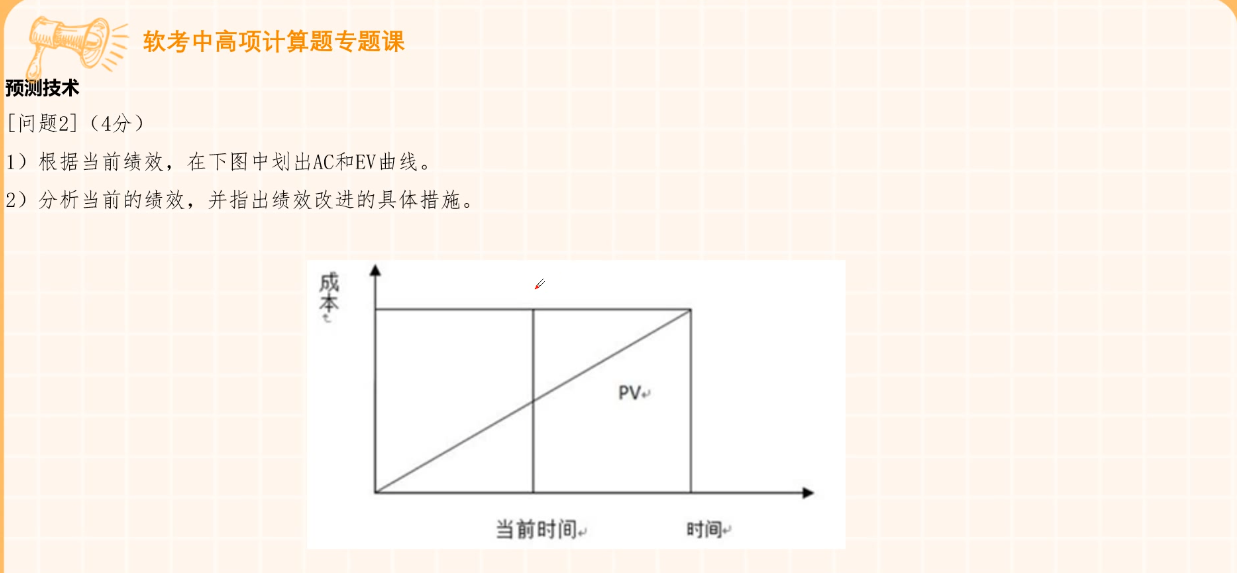 软考中高项计算题专题课
预测技术
[问题2]（4分）
1）根据当前绩效，在下图中划出AC和EV曲线。
2）分析当前的绩效，并指出绩效改进的具体措施。
成
本
PV
当前时间
时间